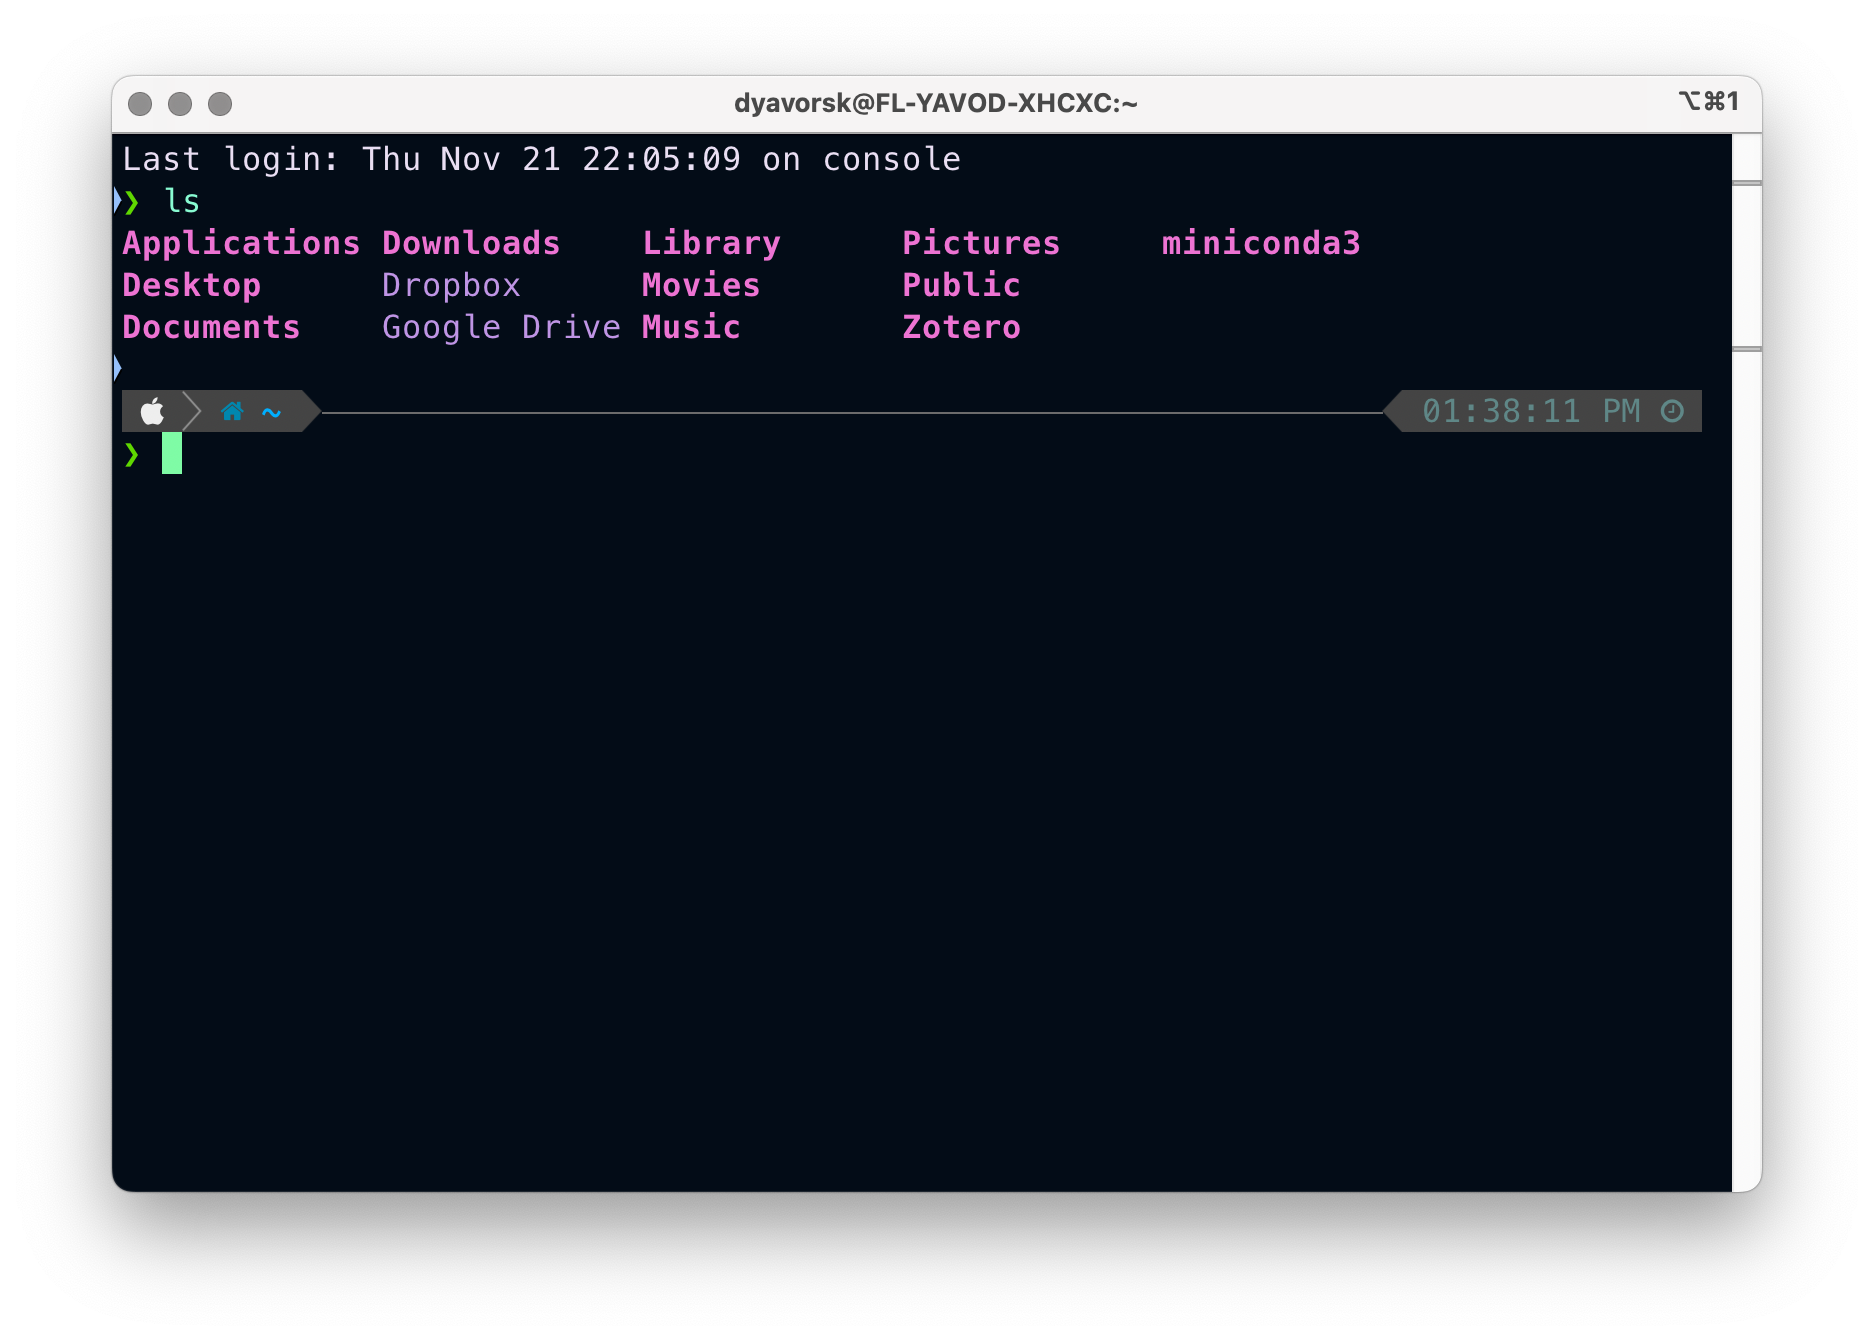 dyavorsk@FL-YAVOD-XHCXC:~ ⌥⌘1
Last login: Thu Nov 21 22:05:09 on console
❯ ls
Applications Downloads Library Pictures miniconda3
Desktop Dropbox Movies Public
Documents Google Drive Music Zotero
~ 01:38:11 PM
❯